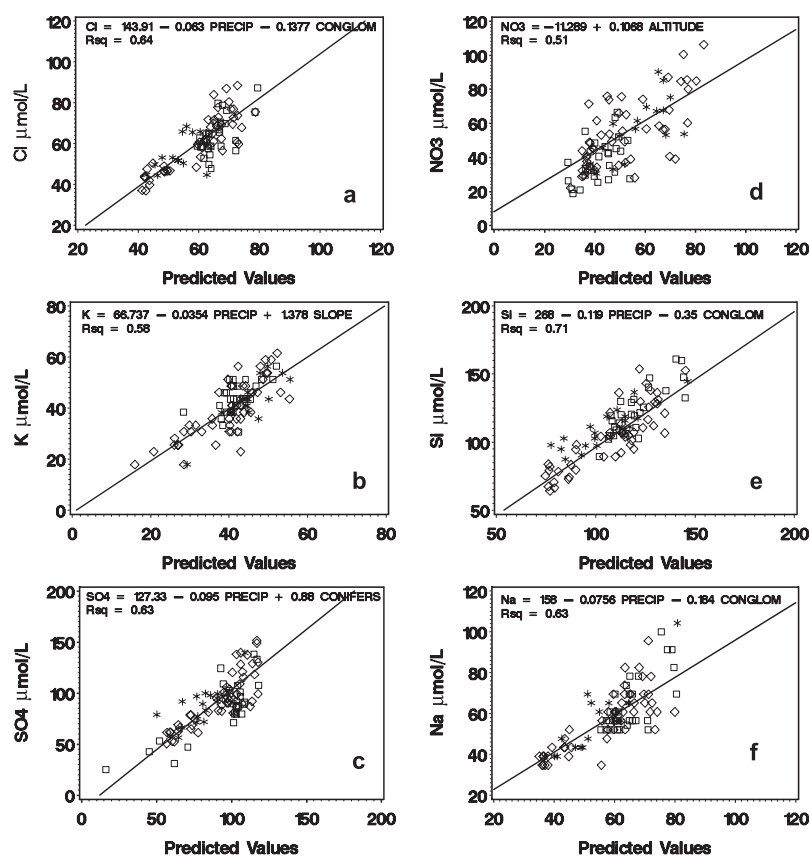 Cl = 143.91 − 0.063 PRECIP − 0.1377 CONGLOM
Rsq = 0.64
120
100
80
60
40
20
Cl µmol/L
a
20 40 60 80 100 120
Predicted Values
NO3 = −11.289 + 0.1068 ALTITUDE
Rsq = 0.51
120
100
80
60
40
20
0
NO3 µmol/L
d
0 20 40 60 80 100 120
Predicted Values
K = 66.737 − 0.0354 PRECIP + 1.378 SLOPE
Rsq = 0.58
80
60
40
20
0
K µmol/L
b
0 20 40 60 80
Predicted Values
Si = 268 − 0.119 PRECIP − 0.35 CONGLOM
Rsq = 0.71
200
150
100
50
Si µmol/L
e
50 100 150 200
Predicted Values
SO4 = 127.33 − 0.095 PRECIP + 0.88 CONIFERS
Rsq = 0.63
200
150
100
50
0
SO4 µmol/L
c
0 50 100 150 200
Predicted Values
Na = 158 − 0.0756 PRECIP − 0.184 CONGLOM
Rsq = 0.63
120
100
80
60
40
20
Na µmol/L
f
20 40 60 80 100 120
Predicted Values